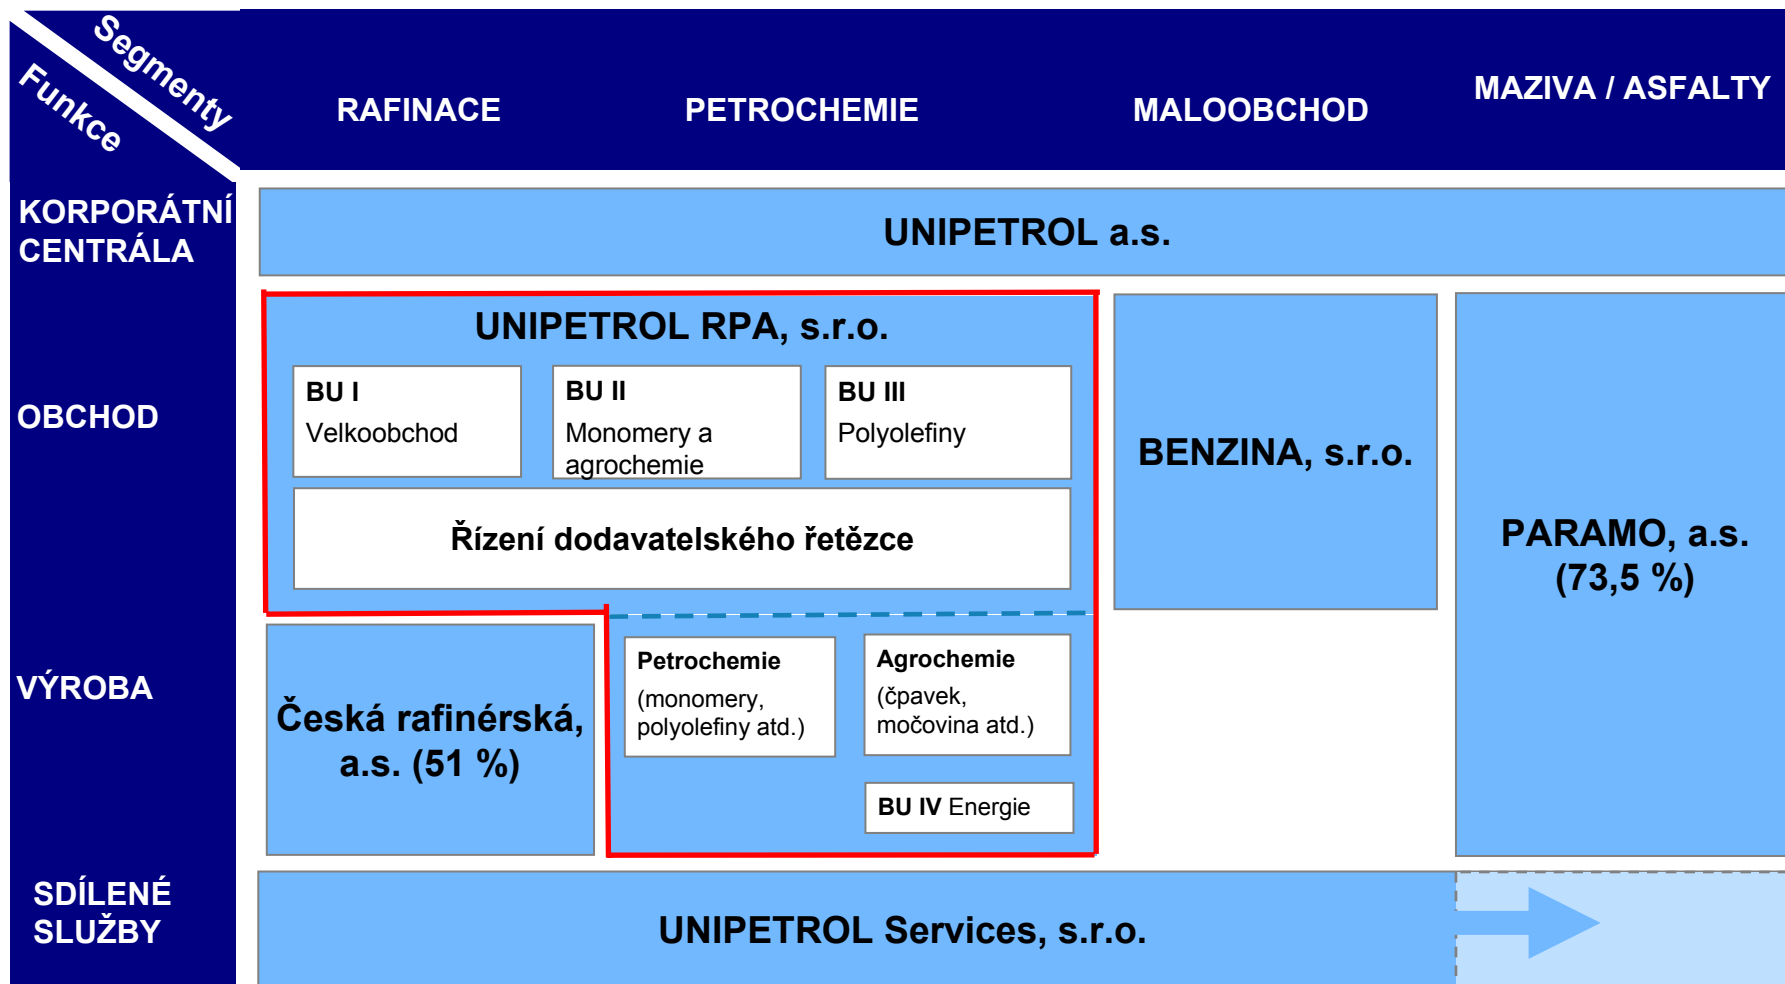 Segmenty
Funkce
RAFINACE
PETROCHEMIE
MALOOBCHOD
MAZIVA / ASFALTY
KORPORÁTNÍ
CENTRÁLA
UNIPETROL a.s.
OBCHOD
UNIPETROL RPA, s.r.o.
BU I
Velkoobchod
BU II
Monomery a
agrochemie
BU III
Polyolefiny
Řízení dodavatelského řetězce
BENZINA, s.r.o.
PARAMO, a.s.
(73,5 %)
VÝROBA
Česká rafinérská,
a.s. (51 %)
Petrochemie
(monomery,
polyolefiny atd.)
Agrochemie
(čpavek,
močovina atd.)
BU IV Energie
SDÍLENÉ
SLUŽBY
UNIPETROL Services, s.r.o.